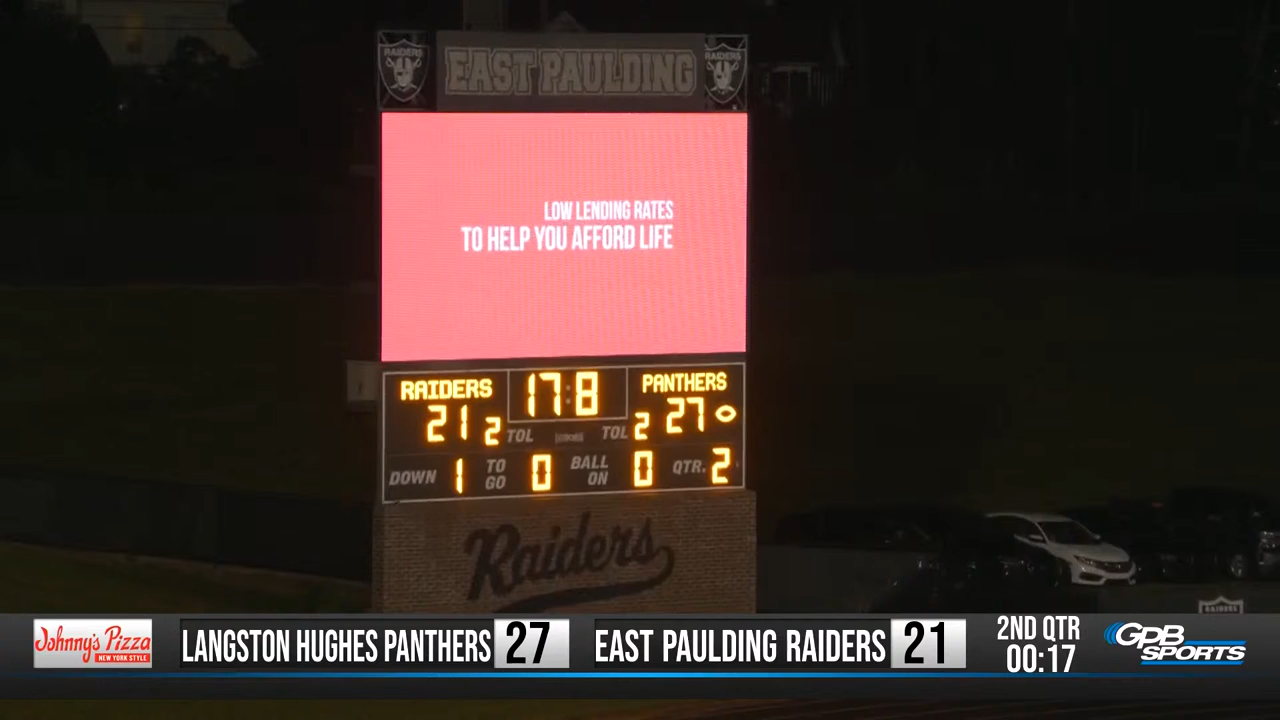 RAIDERS
EAST PAULDING
RAIDERS
LOW LENDING RATES
TO HELP YOU AFFORD LIFE
RAIDERS 17:8 PANTHERS
21 2 TOL TOL 2 27
DOWN 1 TO GO 0 BALL ON 0 QTR. 2
Raiders
RAIDERS
Johnny's Pizza
NEW YORK STYLE
LANGSTON HUGHES PANTHERS 27 EAST PAULDING RAIDERS 21
2ND QTR
00:17
GPB
SPORTS